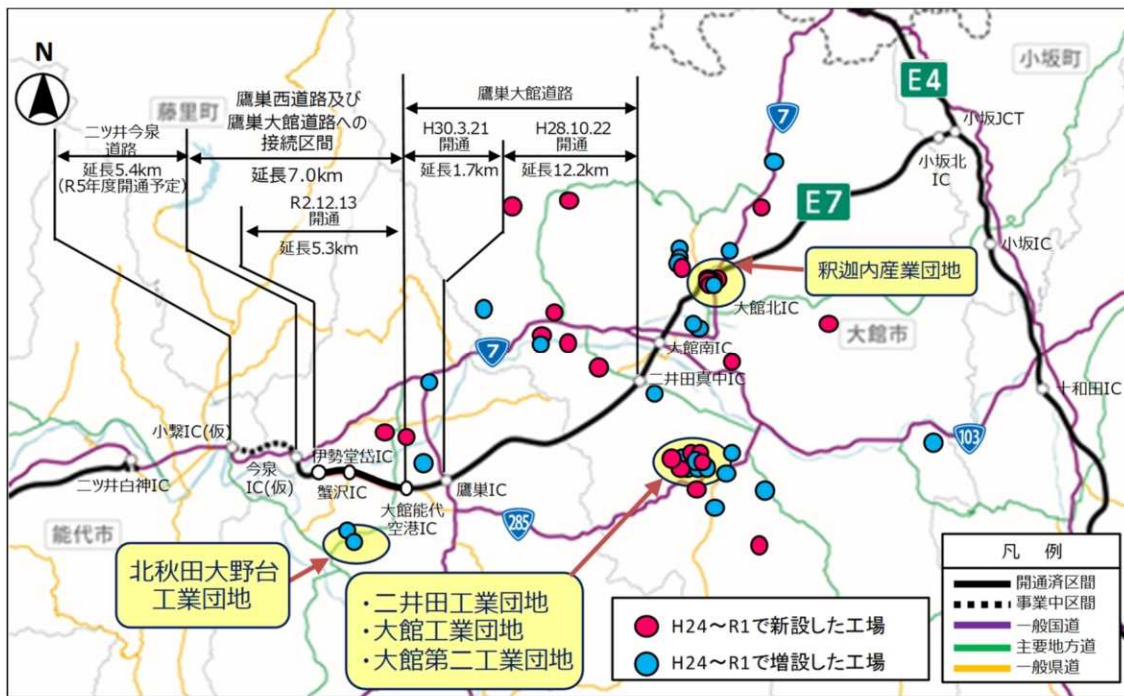 N
藤里町
小坂町
二ツ井今泉
道路
延長5.4km
(R5年度開通予定)
鷹巣西道路及び
鷹巣大館道路への
接続区間
延長7.0km
R2.12.13
開通
延長5.3km
鷹巣大館道路
H30.3.21
開通
延長1.7km
H28.10.22
開通
延長12.2km
7
E4
小坂JCT
小坂北
IC
E7
小坂IC
釈迦内産業団地
大館北IC
大館市
7
大館南IC
二井田真中IC
十和田IC
103
小繋IC(仮)
二ツ井白神IC
今泉
IC(仮)
伊勢堂岱IC
蟹沢IC
大館能代
空港IC
鷹巣IC
285
能代市
北秋田大野台
工業団地
・二井田工業団地
・大館工業団地
・大館第二工業団地
H24～R1で新設した工場
H24～R1で増設した工場
凡 例
開通済区間
事業中区間
一般国道
主要地方道
一般県道